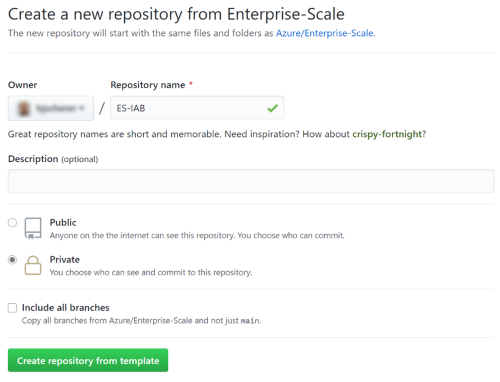 Create a new repository from Enterprise-Scale
The new repository will start with the same files and folders as Azure/Enterprise-Scale.
Owner Repository name *
/ ES-IAB
Great repository names are short and memorable. Need inspiration? How about crispy-fortnight?
Description (optional)
Public
Anyone on the the internet can see this repository. You choose who can commit.
Private
You choose who can see and commit to this repository.
Include all branches
Copy all branches from Azure/Enterprise-Scale and not just main.
Create repository from template